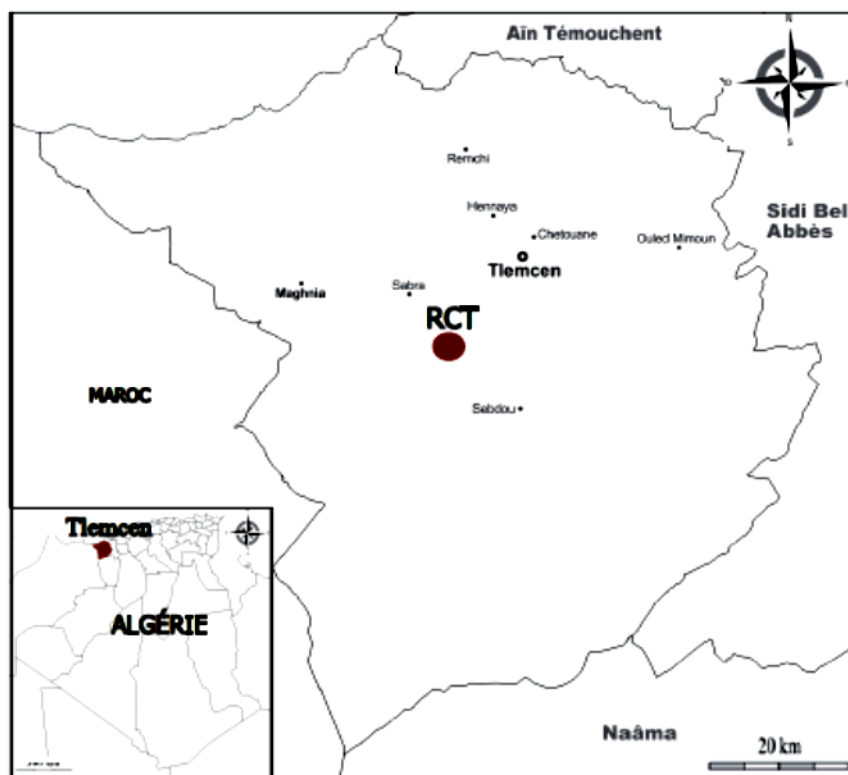 Aïn Témouchent
N
S
Remchi
Hennaya
Chetouane
Ouled Mimoun
Sidi Bel
Abbès
Tlemcen
Maghnia
Sabra
RCT
MAROC
Sabdou
Tlemcen
ALGÉRIE
Naâma
20 km